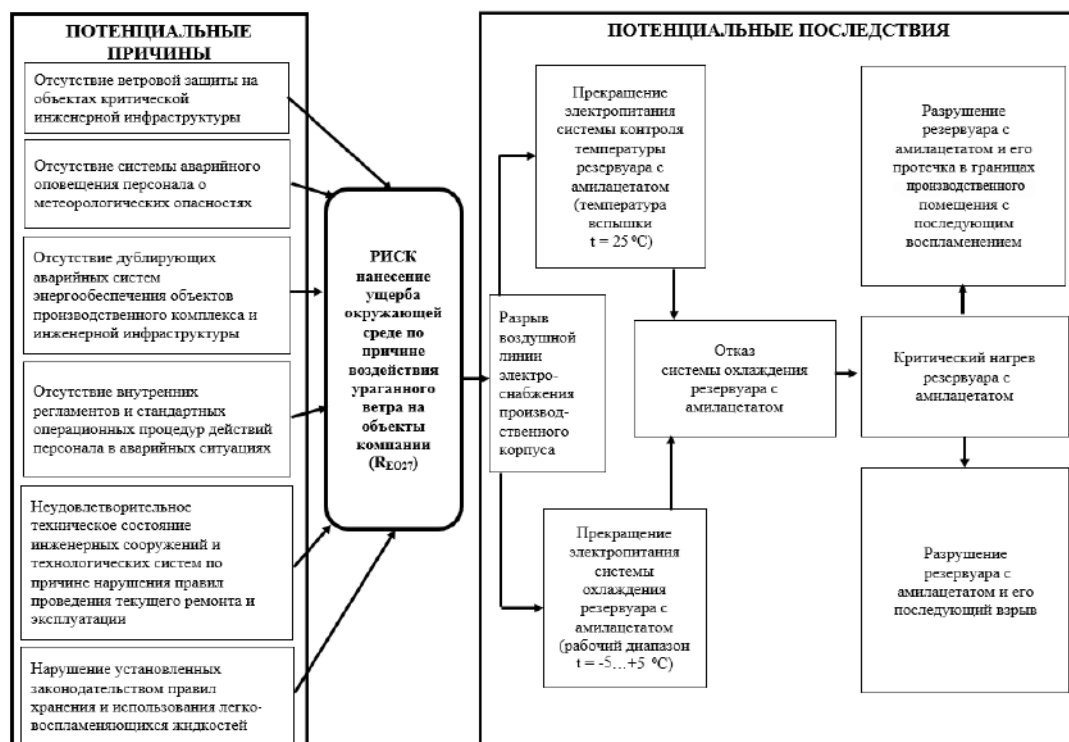 ПОТЕНЦИАЛЬНЫЕ
ПРИЧИНЫ
Отсутствие ветровой защиты на
объектах критической
инженерной инфраструктуры
Отсутствие системы аварийного
оповещения персонала о
метеорологических опасностях
Отсутствие дублирующих
аварийных систем
энергообеспечения объектов
производственного комплекса и
инженерной инфраструктуры
Отсутствие внутренних
регламентов и стандартных
операционных процедур действий
персонала в аварийных ситуациях
Неудовлетворительное
техническое состояние
инженерных сооружений и
технологических систем по
причине нарушения правил
проведения текущего ремонта и
эксплуатации
Нарушение установленных
законодательством правил
хранения и использования легко-
воспламеняющихся жидкостей
РИСК
нанесение
ущерба
окружающей
среде по
причине
воздействия
ураганного
ветра на
объекты
компании
(REO27)
ПОТЕНЦИАЛЬНЫЕ ПОСЛЕДСТВИЯ
Разрыв
воздушной
линии
электро-
снабжения
производ-
ственного
корпуса
Прекращение
электропитания
системы контроля
температуры
резервуара с
амилацетатом
(температура
вспышки
t = 25 ⁰C)
Прекращение
электропитания
системы
охлаждения
резервуара с
амилацетатом
(рабочий диапазон
t = -5…+5 ⁰C)
Отказ
системы охлаждения
резервуара с
амилацетатом
Критический нагрев
резервуара с
амилацетатом
Разрушение
резервуара с
амилацетатом и его
протечка в границах
производственного
помещения с
последующим
воспламенением
Разрушение
резервуара с
амилацетатом и его
последующий взрыв